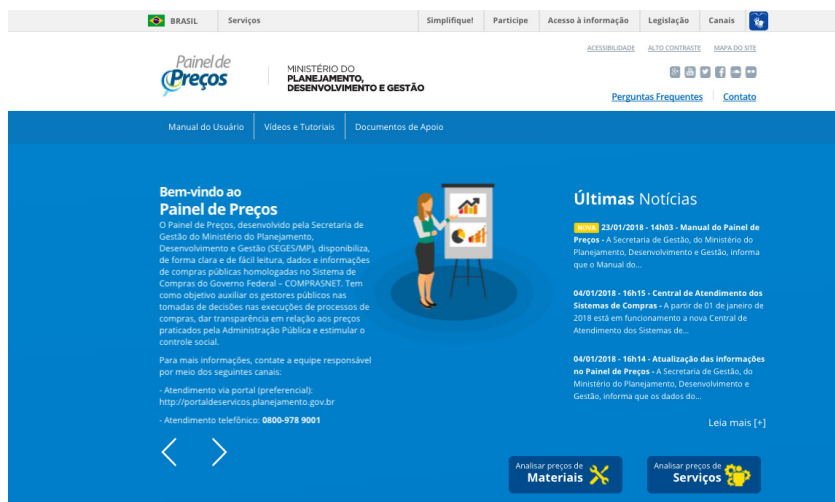 BRASIL Serviços Simplifique! Participe Acesso à informação Legislação Canais
ACESSIBILIDADE ALTO CONTRASTE MAPA DO SITE
Painel de
Preços
MINISTÉRIO DO
PLANEJAMENTO,
DESENVOLVIMENTO E GESTÃO
Perguntas Frequentes Contato
Manual do Usuário Vídeos e Tutoriais Documentos de Apoio
Bem-vindo ao
Painel de Preços
O Painel de Preços, desenvolvido pela Secretaria de
Gestão do Ministério do Planejamento,
Desenvolvimento e Gestão (SEGES/MP), disponibiliza,
de forma clara e de fácil leitura, dados e informações
de compras públicas homologadas no Sistema de
Compras do Governo Federal – COMPRASNET. Tem
como objetivo auxiliar os gestores públicos nas
tomadas de decisões nas execuções de processos de
compras, dar transparência em relação aos preços
praticados pela Administração Pública e estimular o
controle social.
Para mais informações, contate a equipe responsável
por meio dos seguintes canais:
- Atendimento via portal (preferencial):
http://portaldeservicos.planejamento.gov.br
- Atendimento telefônico: 0800-978 9001
Últimas Notícias
NOVA 23/01/2018 - 14h03 - Manual do Painel de
Preços - A Secretaria de Gestão, do Ministério do
Planejamento, Desenvolvimento e Gestão, informa
que o Manual do...
04/01/2018 - 16h15 - Central de Atendimento dos
Sistemas de Compras - A partir de 01 de janeiro de
2018 está em funcionamento a nova Central de
Atendimento dos Sistemas de...
04/01/2018 - 16h14 - Atualização das informações
no Painel de Preços - A Secretaria de Gestão, do
Ministério do Planejamento, Desenvolvimento e
Gestão, informa que os dados do...
Leia mais [+]
Analisar preços de
Materiais
Analisar preços de
Serviços